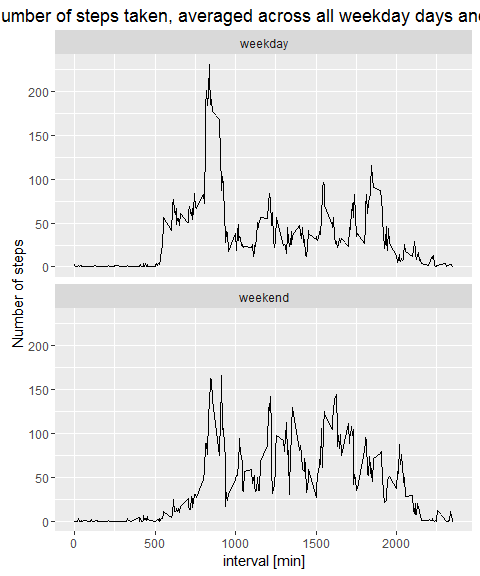 umber of steps taken, averaged across all weekday days and
weekday
200
150
100
50
0
Number of steps
weekend
200
150
100
50
0
0 500 1000 1500 2000
interval [min]